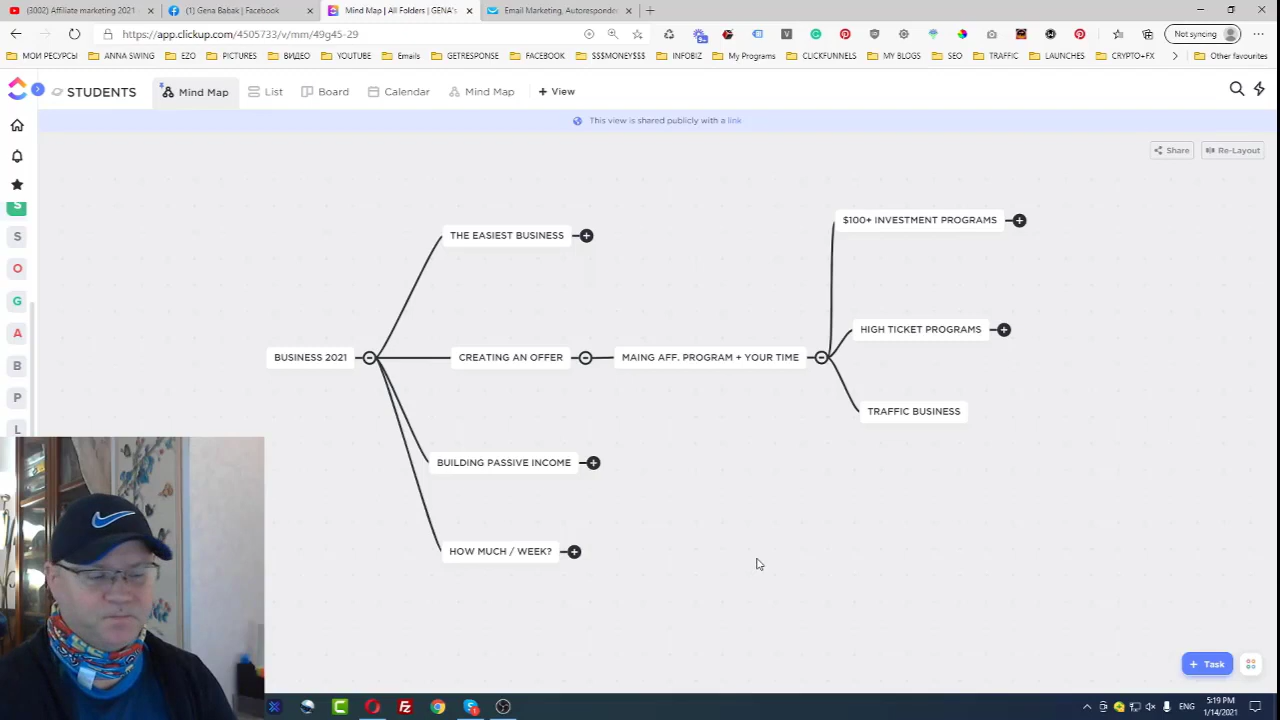 (3002) Affiliate marketing 2021
(1) Gena Babak | Facebook
Mind Map | All Folders | GENA's
Email Marketing, Autoresponder
https://app.clickup.com/4505733/v/mm/49g45-29
Not syncing
МОИ РЕСУРСЫ
ANNA SWING
EZO
PICTURES
ВИДЕО
YOUTUBE
Emails
GETRESPONSE
FACEBOOK
$$$MONEY$$$
INFOBIZ
My Programs
CLICKFUNNELS
MY BLOGS
SEO
TRAFFIC
LAUNCHES
CRYPTO+FX
Other favourites
STUDENTS
Mind Map
List
Board
Calendar
Mind Map
+ View
This view is shared publicly with a link
Share
Re-Layout
S
S
O
G
A
B
P
L
$100+ INVESTMENT PROGRAMS
THE EASIEST BUSINESS
HIGH TICKET PROGRAMS
BUSINESS 2021
CREATING AN OFFER
MAING AFF. PROGRAM + YOUR TIME
TRAFFIC BUSINESS
BUILDING PASSIVE INCOME
HOW MUCH / WEEK?
+ Task
ENG
5:19 PM
1/14/2021